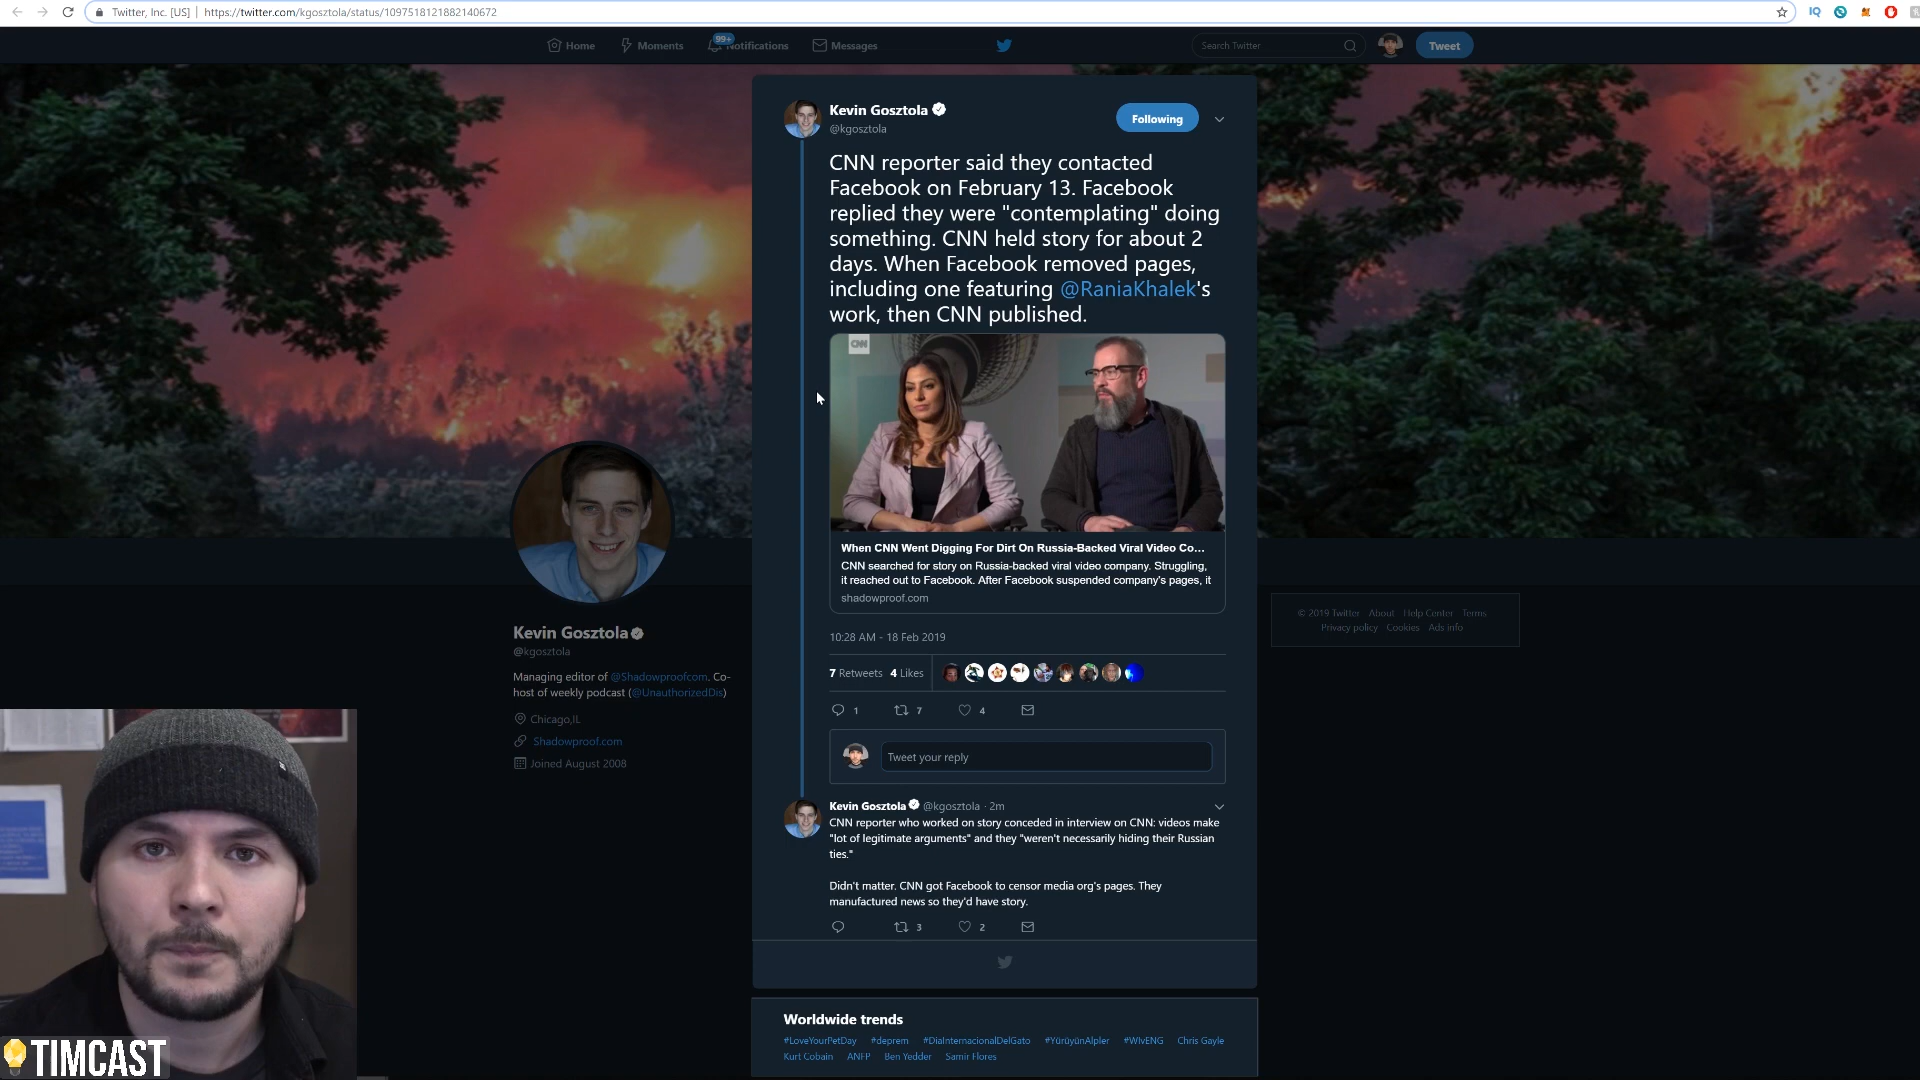 Twitter, Inc. [US] | https://twitter.com/kgosztola/status/1097518121882140672
Home
Moments
99+
Notifications
Messages
Search Twitter
Tweet
Kevin Gosztola
@kgosztola
Following
CNN reporter said they contacted
Facebook on February 13. Facebook
replied they were "contemplating" doing
something. CNN held story for about 2
days. When Facebook removed pages,
including one featuring @RaniaKhalek's
work, then CNN published.
CNN
When CNN Went Digging For Dirt On Russia-Backed Viral Video Co...
CNN searched for story on Russia-backed viral video company. Struggling,
it reached out to Facebook. After Facebook suspended company's pages, it
shadowproof.com
10:28 AM - 18 Feb 2019
7 Retweets 4 Likes
1 7 4
Tweet your reply
Kevin Gosztola @kgosztola · 2m
CNN reporter who worked on story conceded in interview on CNN: videos make
"lot of legitimate arguments" and they "weren't necessarily hiding their Russian
ties."
Didn't matter. CNN got Facebook to censor media org's pages. They
manufactured news so they'd have story.
3 2
Worldwide trends
#LoveYourPetDay #deprem #DiaInternacionalDelGato #YürüyünAlpler #WIvENG Chris Gayle
Kurt Cobain ANFP Ben Yedder Samir Flores
Kevin Gosztola
@kgosztola
Managing editor of @Shadowproofcom. Co-
host of weekly podcast (@UnauthorizedDis)
Chicago,IL
Shadowproof.com
Joined August 2008
© 2019 Twitter About Help Center Terms
Privacy policy Cookies Ads info
IQ
TIMCAST